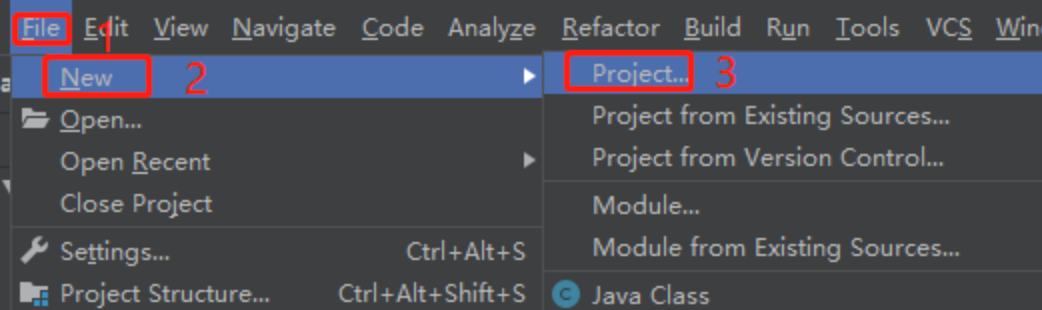 File Edit View Navigate Code Analyze Refactor Build Run Tools VCS
1
New 2 Project... 3
Open... Project from Existing Sources...
Open Recent Project from Version Control...
Close Project Module...
Settings... Ctrl+Alt+S Module from Existing Sources...
Project Structure... Ctrl+Alt+Shift+S C Java Class